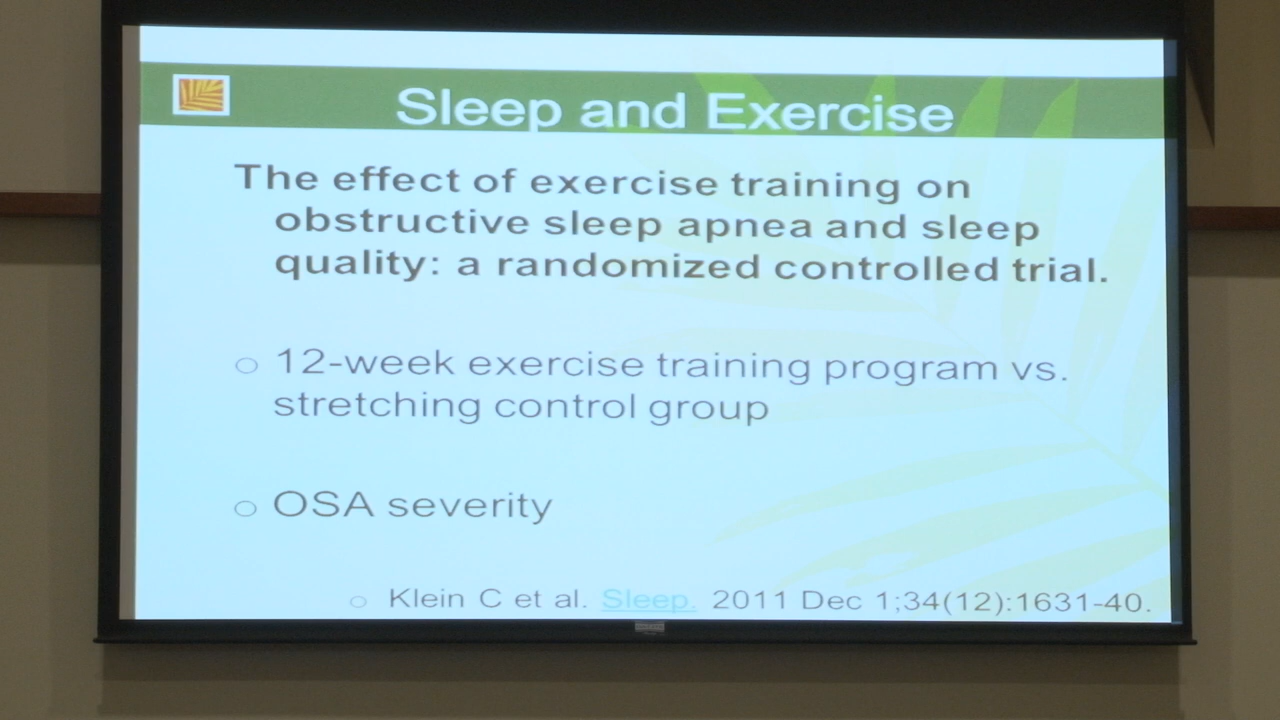 Sleep and Exercise
The effect of exercise training on
obstructive sleep apnea and sleep
quality: a randomized controlled trial.
○ 12-week exercise training program vs.
stretching control group
○ OSA severity
○ Klein C et al. Sleep. 2011 Dec 1;34(12):1631-40.